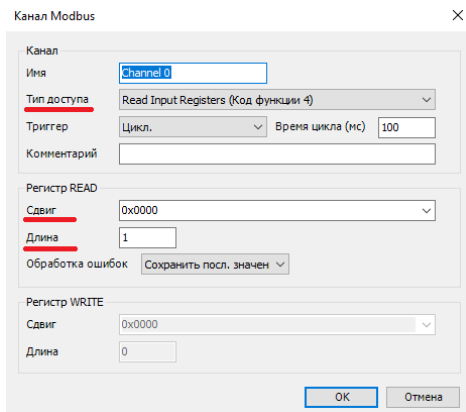 Канал Modbus
Канал
Имя Channel 0
Тип доступа Read Input Registers (Код функции 4)
Триггер Цикл. Время цикла (мс) 100
Комментарий
Регистр READ
Сдвиг 0x0000
Длина 1
Обработка ошибок Сохранить посл. значен
Регистр WRITE
Сдвиг 0x0000
Длина 0
OK Отмена